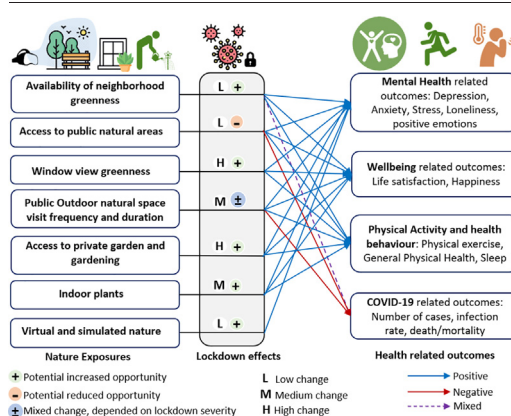 Availability of neighborhood
greenness
L +
Access to public natural areas
L -
Window view greenness
H +
Public Outdoor natural space
visit frequency and duration
M ±
Access to private garden and
gardening
H +
Indoor plants
M +
Virtual and simulated nature
L +
Mental Health related
outcomes: Depression,
Anxiety, Stress, Loneliness,
positive emotions
Wellbeing related outcomes:
Life satisfaction, Happiness
Physical Activity and health
behaviour: Physical exercise,
General Physical Health, Sleep
COVID-19 related outcomes:
Number of cases, infection
rate, death/mortality
Nature Exposures
Lockdown effects
Health related outcomes
+ Potential increased opportunity
- Potential reduced opportunity
± Mixed change, depended on lockdown severity
L Low change
M Medium change
H High change
Positive
Negative
Mixed